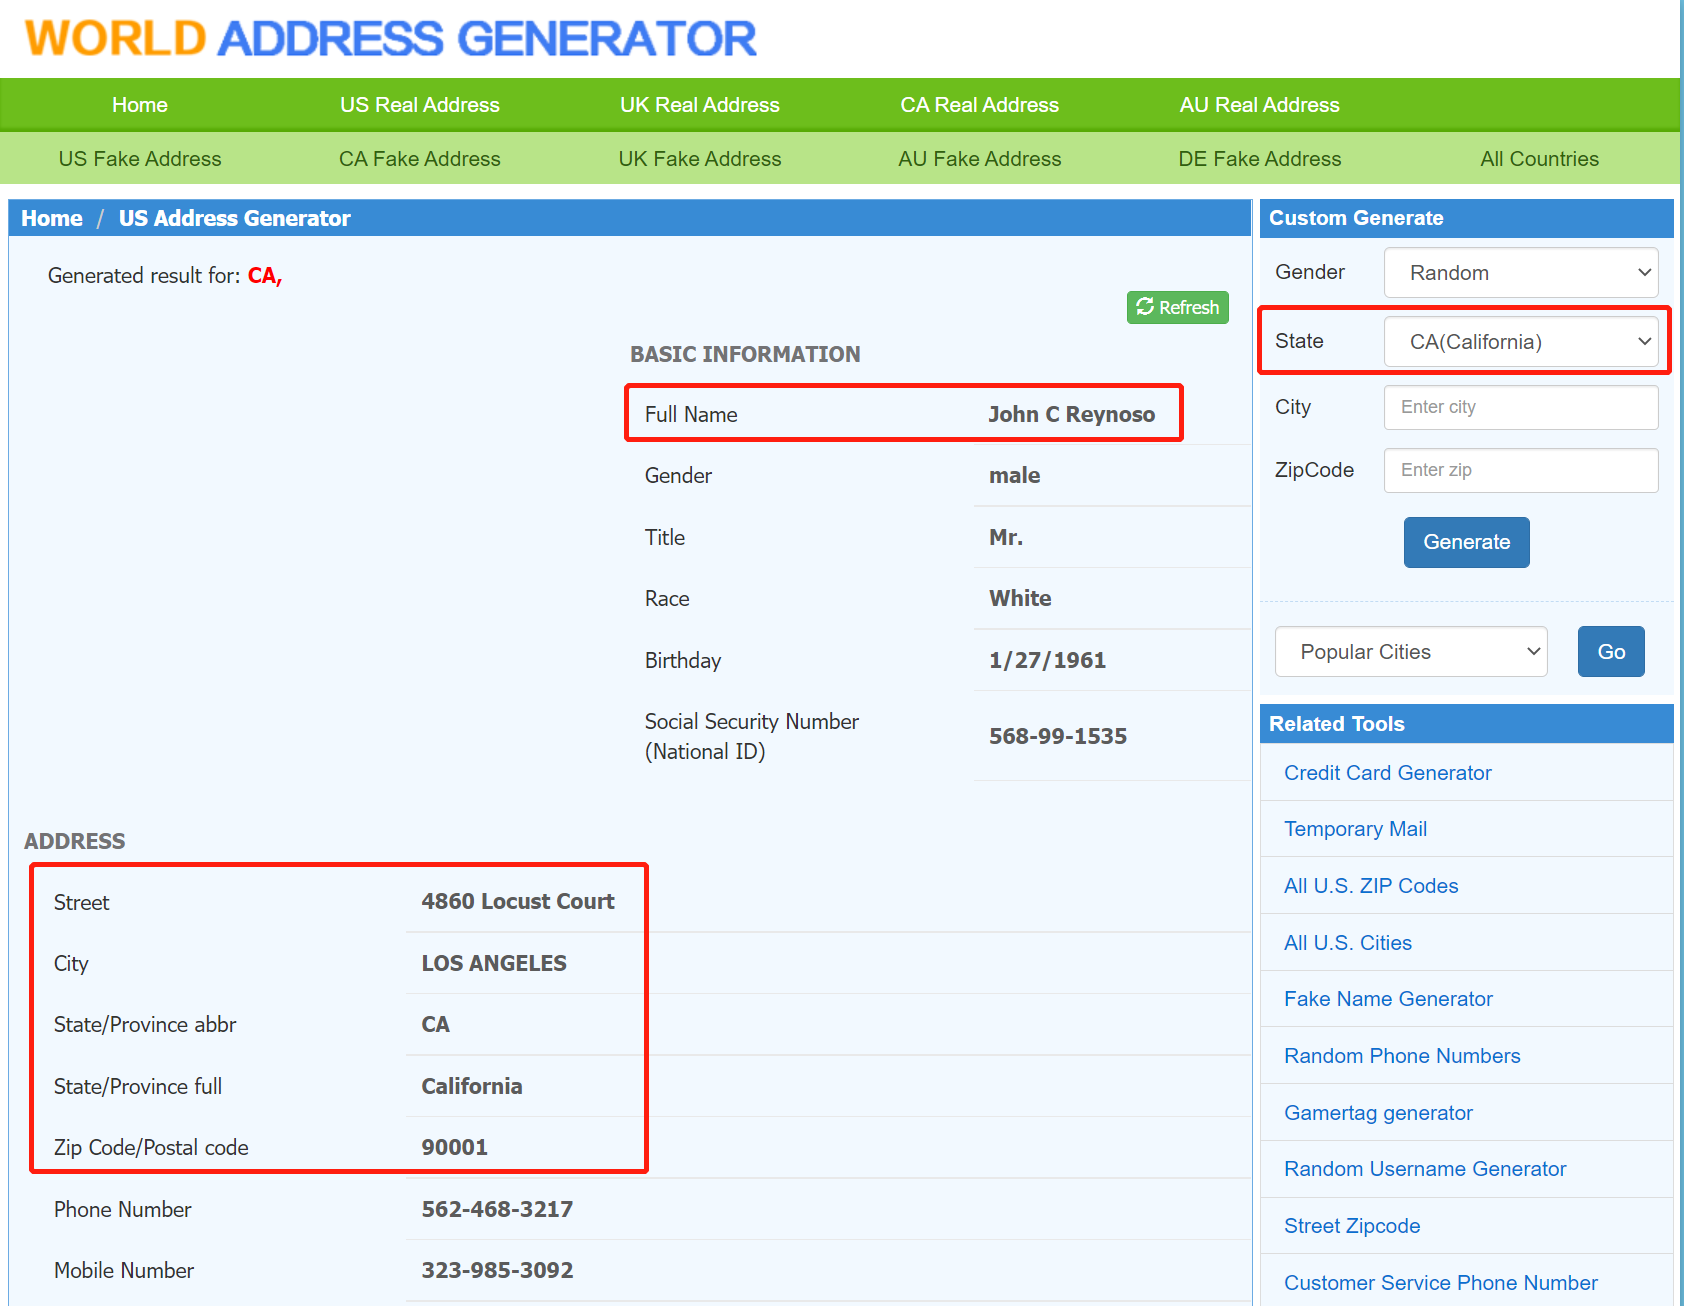 WORLD ADDRESS GENERATOR
Home US Real Address UK Real Address CA Real Address AU Real Address
US Fake Address CA Fake Address UK Fake Address AU Fake Address DE Fake Address All Countries
Home / US Address Generator
Generated result for: CA,
Refresh
BASIC INFORMATION
Full Name John C Reynoso
Gender male
Title Mr.
Race White
Birthday 1/27/1961
Social Security Number
(National ID) 568-99-1535
ADDRESS
Street 4860 Locust Court
City LOS ANGELES
State/Province abbr CA
State/Province full California
Zip Code/Postal code 90001
Phone Number 562-468-3217
Mobile Number 323-985-3092
Custom Generate
Gender Random
State CA(California)
City Enter city
ZipCode Enter zip
Generate
Popular Cities Go
Related Tools
Credit Card Generator
Temporary Mail
All U.S. ZIP Codes
All U.S. Cities
Fake Name Generator
Random Phone Numbers
Gamertag generator
Random Username Generator
Street Zipcode
Customer Service Phone Number